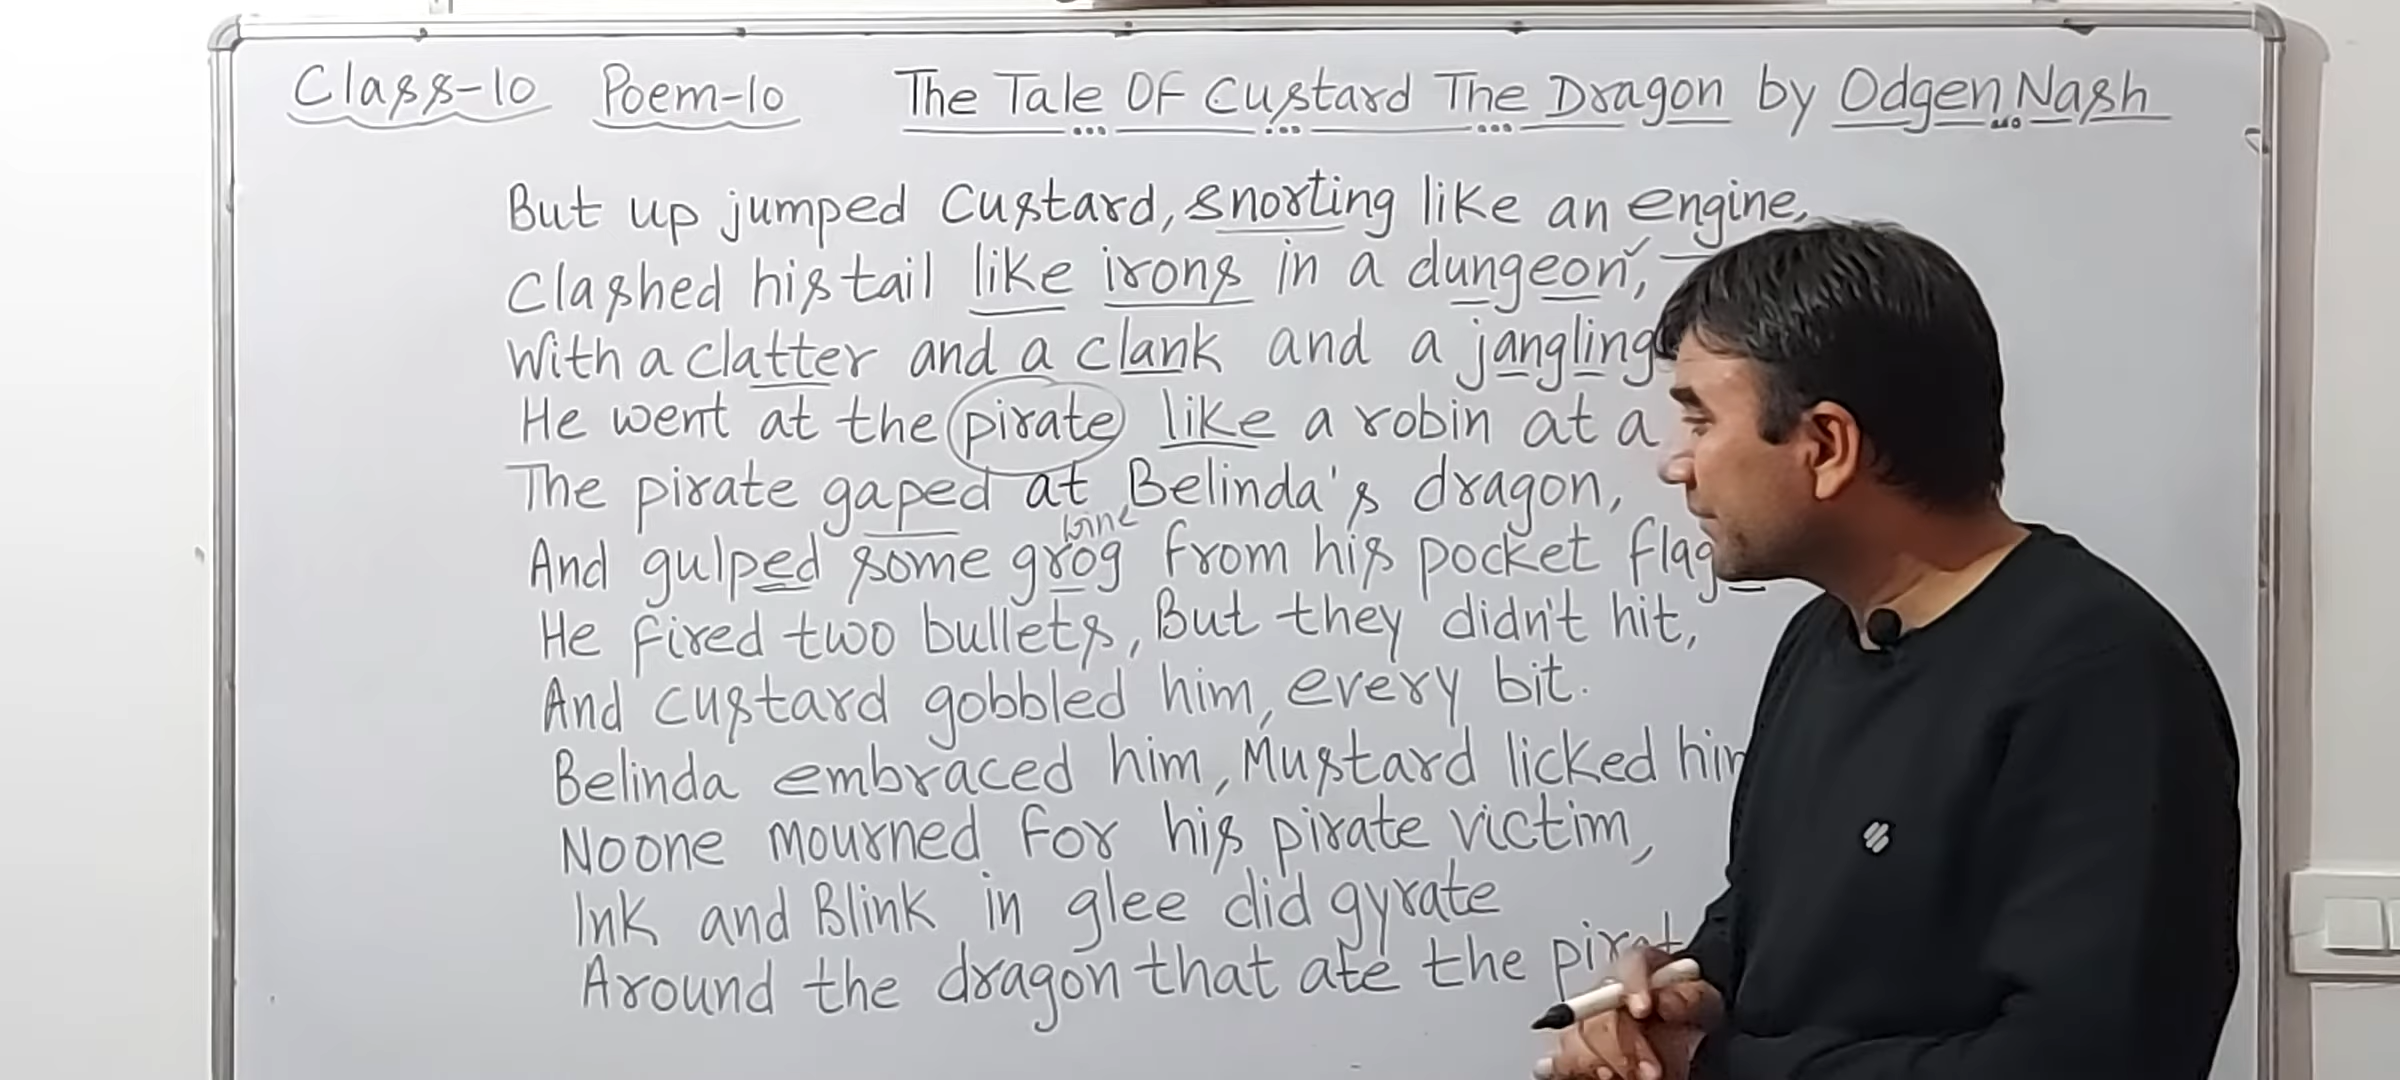 Class-10 Poem-10 The Tale OF Custard The Dragon by Odgen Nash
But up jumped Custard, snorting like an engine,
Clashed his tail like irons in a dungeon,
With a clatter and a clank and a jangling
He went at the pirate like a robin at a
The pirate gaped at Belinda's dragon,
wine
And gulped some grog from his pocket
He fired two bullets, But they didn't hit,
And custard gobbled him, every bit.
Belinda embraced him, Mustard licked
Noone mourned for his pirate victim,
Ink and Blink in glee did gyrate
Around the dragon that ate the